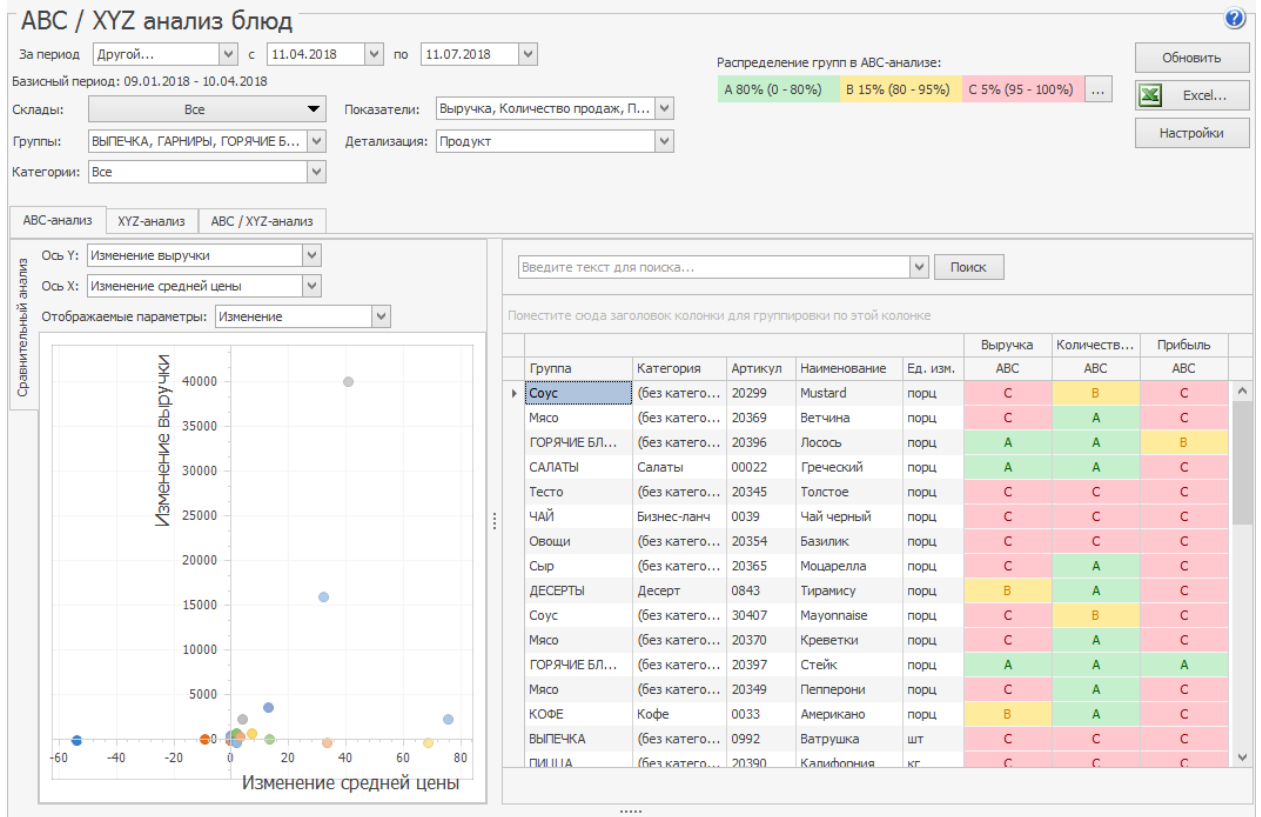 ABC / XYZ анализ блюд
За период Другой... с 11.04.2018 по 11.07.2018
Базисный период: 09.01.2018 - 10.04.2018
Склады: Все
Группы: ВЫПЕЧКА, ГАРНИРЫ, ГОРЯЧИЕ Б...
Категории: Все
Показатели: Выручка, Количество продаж, П...
Детализация: Продукт
Распределение групп в ABC-анализе:
A 80% (0 - 80%) B 15% (80 - 95%) C 5% (95 - 100%) ...
Обновить
Excel...
Настройки
ABC-анализ XYZ-анализ ABC / XYZ-анализ
Сравнительный анализ
Ось Y: Изменение выручки
Ось X: Изменение средней цены
Отображаемые параметры: Изменение
Изменение выручки
40000
35000
30000
25000
20000
15000
10000
5000
0
-60 -40 -20 0 20 40 60 80
Изменение средней цены
Введите текст для поиска... Поиск
Поместите сюда заголовок колонки для группировки по этой колонке
Выручка Количеств... Прибыль
Группа Категория Артикул Наименование Ед. изм. ABC ABC ABC
Соус (без катего... 20299 Mustard порц C B C
Мясо (без катего... 20369 Ветчина порц C A C
ГОРЯЧИЕ БЛ... (без катего... 20396 Лосось порц A A B
САЛАТЫ Салаты 00022 Греческий порц A A C
Тесто (без катего... 20345 Толстое порц C C C
ЧАЙ Бизнес-ланч 0039 Чай черный порц C C C
Овощи (без катего... 20354 Базилик порц C C C
Сыр (без катего... 20365 Моцарелла порц C A C
ДЕСЕРТЫ Десерт 0843 Тирамису порц B A C
Соус (без катего... 30407 Mayonnaise порц C B C
Мясо (без катего... 20370 Креветки порц C A C
ГОРЯЧИЕ БЛ... (без катего... 20397 Стейк порц A A A
Мясо (без катего... 20349 Пепперони порц C A C
КОФЕ Кофе 0033 Американо порц B A C
ВЫПЕЧКА (без катего... 0992 Ватрушка шт C C C
ПИЦЦА (без катего... 20390 Калифорния кг C C C